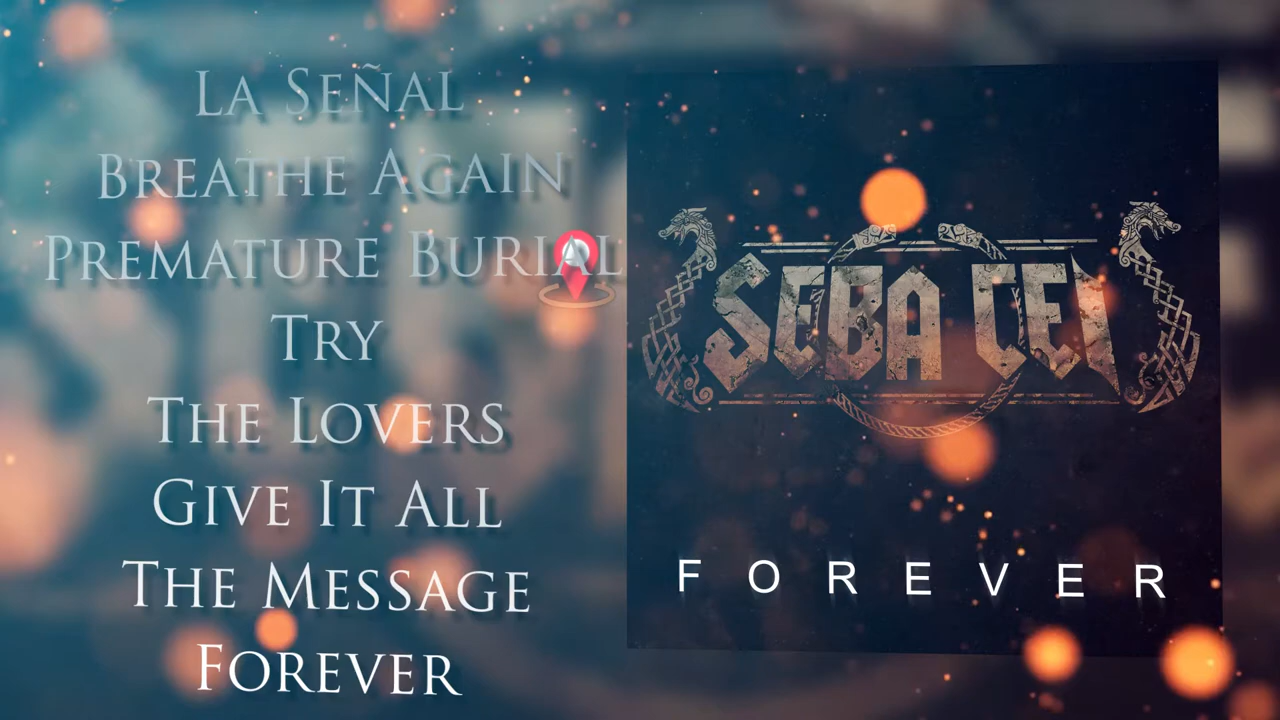 La Señal
Breathe Again
Premature Burial
Try
The Lovers
Give It All
The Message
Forever
SEBA CEI
FOREVER